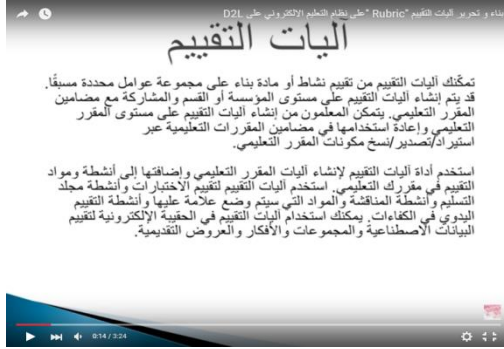 بناء و تحرير آليات التقييم "Rubric" على نظام التعليم الالكتروني على D2L
آليات التقييم
تمكّنك آليات التقييم من تقييم نشاط أو مادة بناء على مجموعة عوامل محددة مسبقًا.
قد يتم إنشاء آليات التقييم على مستوى المؤسسة أو القسم والمشاركة مع مضامين
المقرر التعليمي. يتمكن المعلمون من إنشاء آليات التقييم على مستوى المقرر
التعليمي وإعادة استخدامها في مضامين المقررات التعليمية عبر
استيراد/تصدير/نسخ مكونات المقرر التعليمي.
استخدم أداة آليات التقييم لإنشاء آليات المقرر التعليمي وإضافتها إلى أنشطة ومواد
التقييم في مقررك التعليمي. استخدم آليات التقييم لتقييم الاختبارات وأنشطة مجلد
التسليم وأنشطة المناقشة والمواد التي سيتم وضع علامة عليها وأنشطة التقييم
اليدوي في الكفاءات. يمكنك استخدام آليات التقييم في الحقيبة الإلكترونية لتقييم
البيانات الاصطناعية والمجموعات والأفكار والعروض التقديمية.
0:14 / 3:24